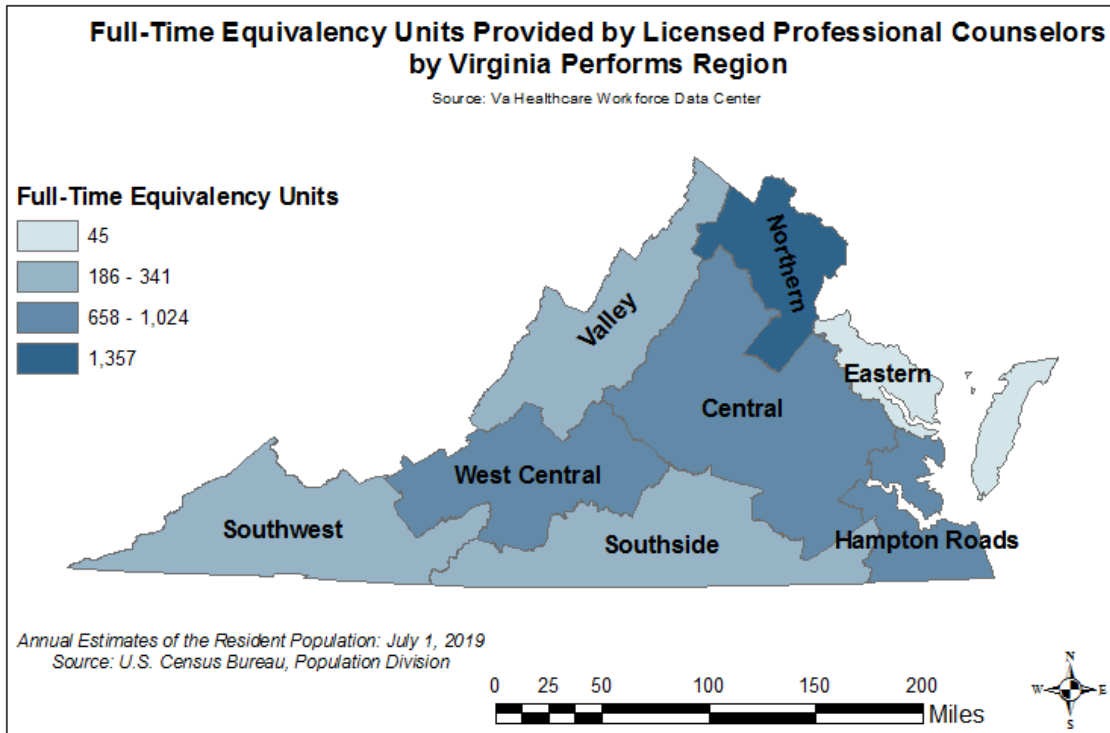 Full-Time Equivalency Units Provided by Licensed Professional Counselors
by Virginia Performs Region
Source: Va Healthcare Workforce Data Center
Full-Time Equivalency Units
45
186 - 341
658 - 1,024
1,357
Northern
Valley
Eastern
Central
West Central
Southwest
Southside
Hampton Roads
Annual Estimates of the Resident Population: July 1, 2019
Source: U.S. Census Bureau, Population Division
0 25 50 100 150 200
Miles
N
W E
S